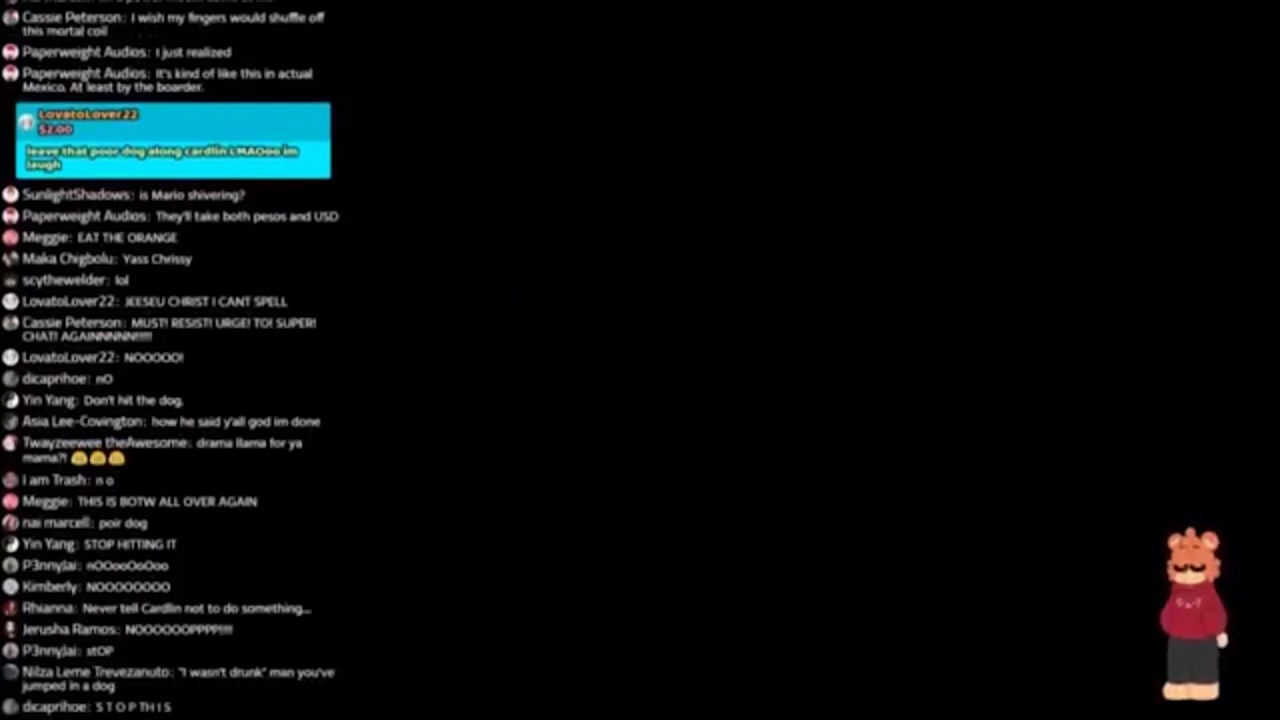 Cassie Peterson: I wish my fingers would shuffle off
this mortal coil
Paperweight Audios: I just realized
Paperweight Audios: It's kind of like this in actual
Mexico. At least by the boarder.
LovatoLover22
$2.00
leave that poor dog along cardlin LMAOoo im
laugh
SunlightShadows: is Mario shivering?
Paperweight Audios: They'll take both pesos and USD
Meggie: EAT THE ORANGE
Maka Chigbolu: Yass Chrissy
scythewelder: lol
LovatoLover22: JEESEU CHRIST I CANT SPELL
Cassie Peterson: MUST! RESIST! URGE! TO! SUPER!
CHAT! AGAINNNNN!!!!!
LovatoLover22: NOOOOO!
dicaprihoe: nO
Yin Yang: Don't hit the dog.
Asia Lee-Covington: how he said y'all god im done
Twayzeewee theAwesome: drama llama for ya
mama?! 
I am Trash: n o
Meggie: THIS IS BOTW ALL OVER AGAIN
nai marcell: poir dog
Yin Yang: STOP HITTING IT
P3nnyJai: nOOooOoOoo
Kimberly: NOOOOOOOO
Rhianna: Never tell Cardlin not to do something...
Jerusha Ramos: NOOOOOOPPPP!!!!
P3nnyJai: stOP
Nilza Leme Trevezanuto: "I wasn't drunk" man you've
jumped in a dog
dicaprihoe: S T O P TH I S